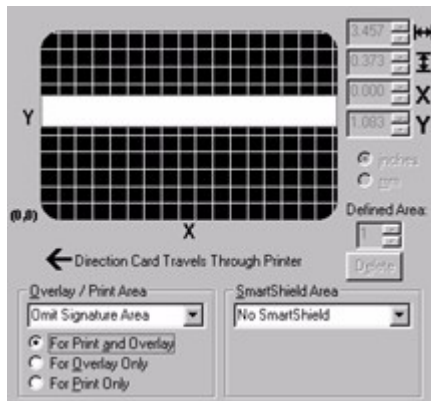 3.457
0.373
0.000 X
1.083 Y
Y
inches
mm
(0,0)
X
Defined Area:
1
Direction Card Travels Through Printer
Delete
Overlay / Print Area
SmartShield Area
Omit Signature Area
No SmartShield
For Print and Overlay
For Overlay Only
For Print Only